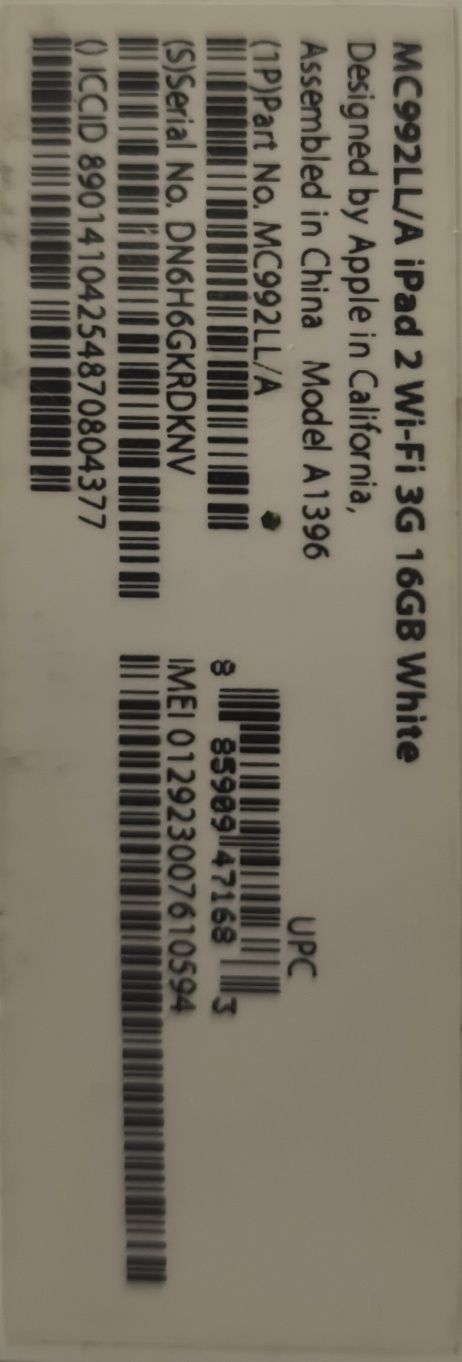 MC992LL/A iPad 2 Wi-Fi 3G 16GB White
Designed by Apple in California,
Assembled in China Model A1396
(1P)Part No. MC992LL/A
(S)Serial No. DN6H6GKRDKNV
() ICCID 89014104254870804377
UPC
8 85909 47168 3
IMEI 012923007610594